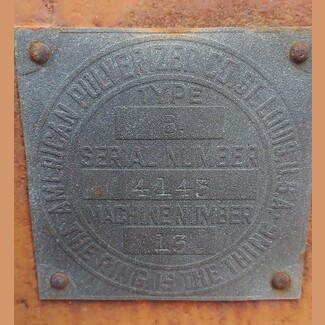 AMERICAN PULVERIZER CO. ST. LOUIS, U.S.A.
TYPE
B.
SERIAL NUMBER
4145
MACHINE NUMBER
13
THE RING IS THE THING